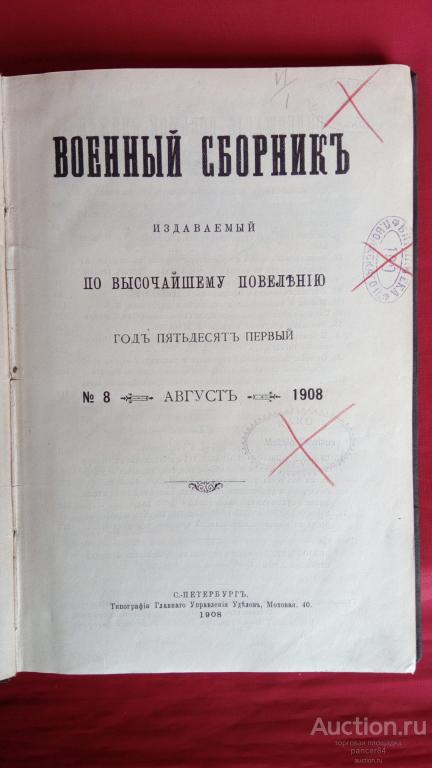 ВОЕННЫЙ СБОРНИКЪ
ИЗДАВАЕМЫЙ
ПО ВЫСОЧАЙШЕМУ ПОВЕЛѢНІЮ
ГОДЪ ПЯТЬДЕСЯТЪ ПЕРВЫЙ
№ 8 АВГУСТЪ 1908
С.-ПЕТЕРБУРГЪ.
Типографія Главнаго Управленія Удѣловъ, Моховая, 40.
1908
Auction.ru
торговая площадка
pancer84
auction.ru